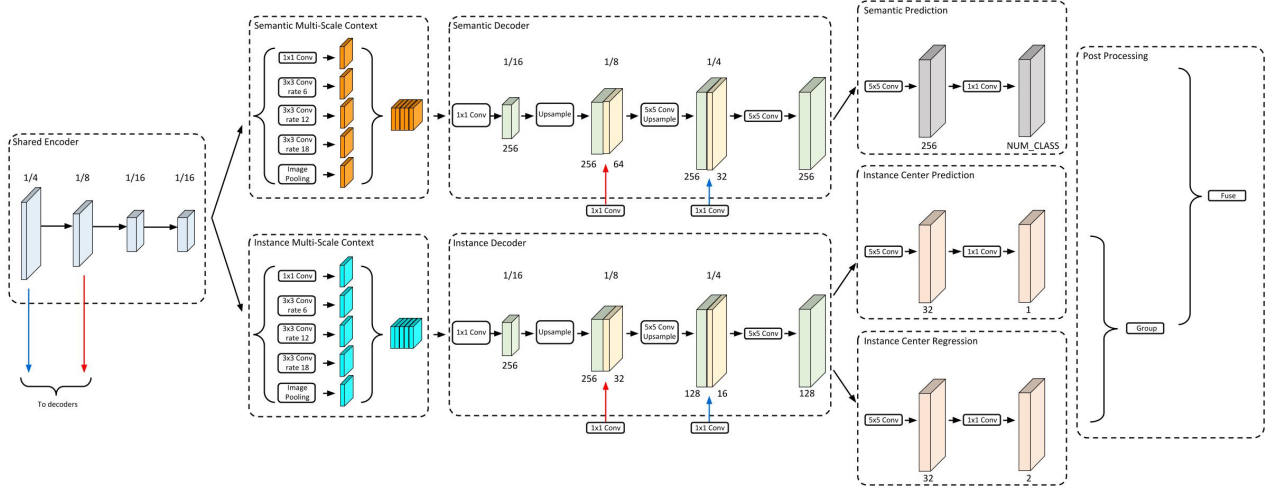 Shared Encoder
1/4 1/8 1/16 1/16
To decoders
Semantic Multi-Scale Context
1x1 Conv
3x3 Conv
rate 6
3x3 Conv
rate 12
3x3 Conv
rate 18
Image
Pooling
Semantic Decoder
1/16 1/8 1/4
1x1 Conv
Upsample
5x5 Conv
Upsample
5x5 Conv
256
256 64
256 32
256
1x1 Conv
1x1 Conv
Semantic Prediction
5x5 Conv
1x1 Conv
256
NUM_CLASS
Instance Multi-Scale Context
1x1 Conv
3x3 Conv
rate 6
3x3 Conv
rate 12
3x3 Conv
rate 18
Image
Pooling
Instance Decoder
1/16 1/8 1/4
1x1 Conv
Upsample
5x5 Conv
Upsample
5x5 Conv
256
256 32
128 16
128
1x1 Conv
1x1 Conv
Instance Center Prediction
5x5 Conv
1x1 Conv
32
1
Instance Center Regression
5x5 Conv
1x1 Conv
32
2
Post Processing
Group
Fuse